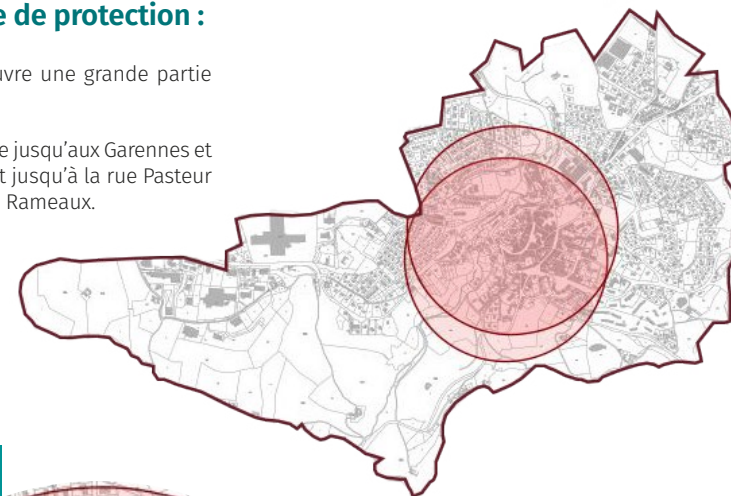 e de protection :
uvre une grande partie
e jusqu'aux Garennes et
t jusqu'à la rue Pasteur
Rameaux.